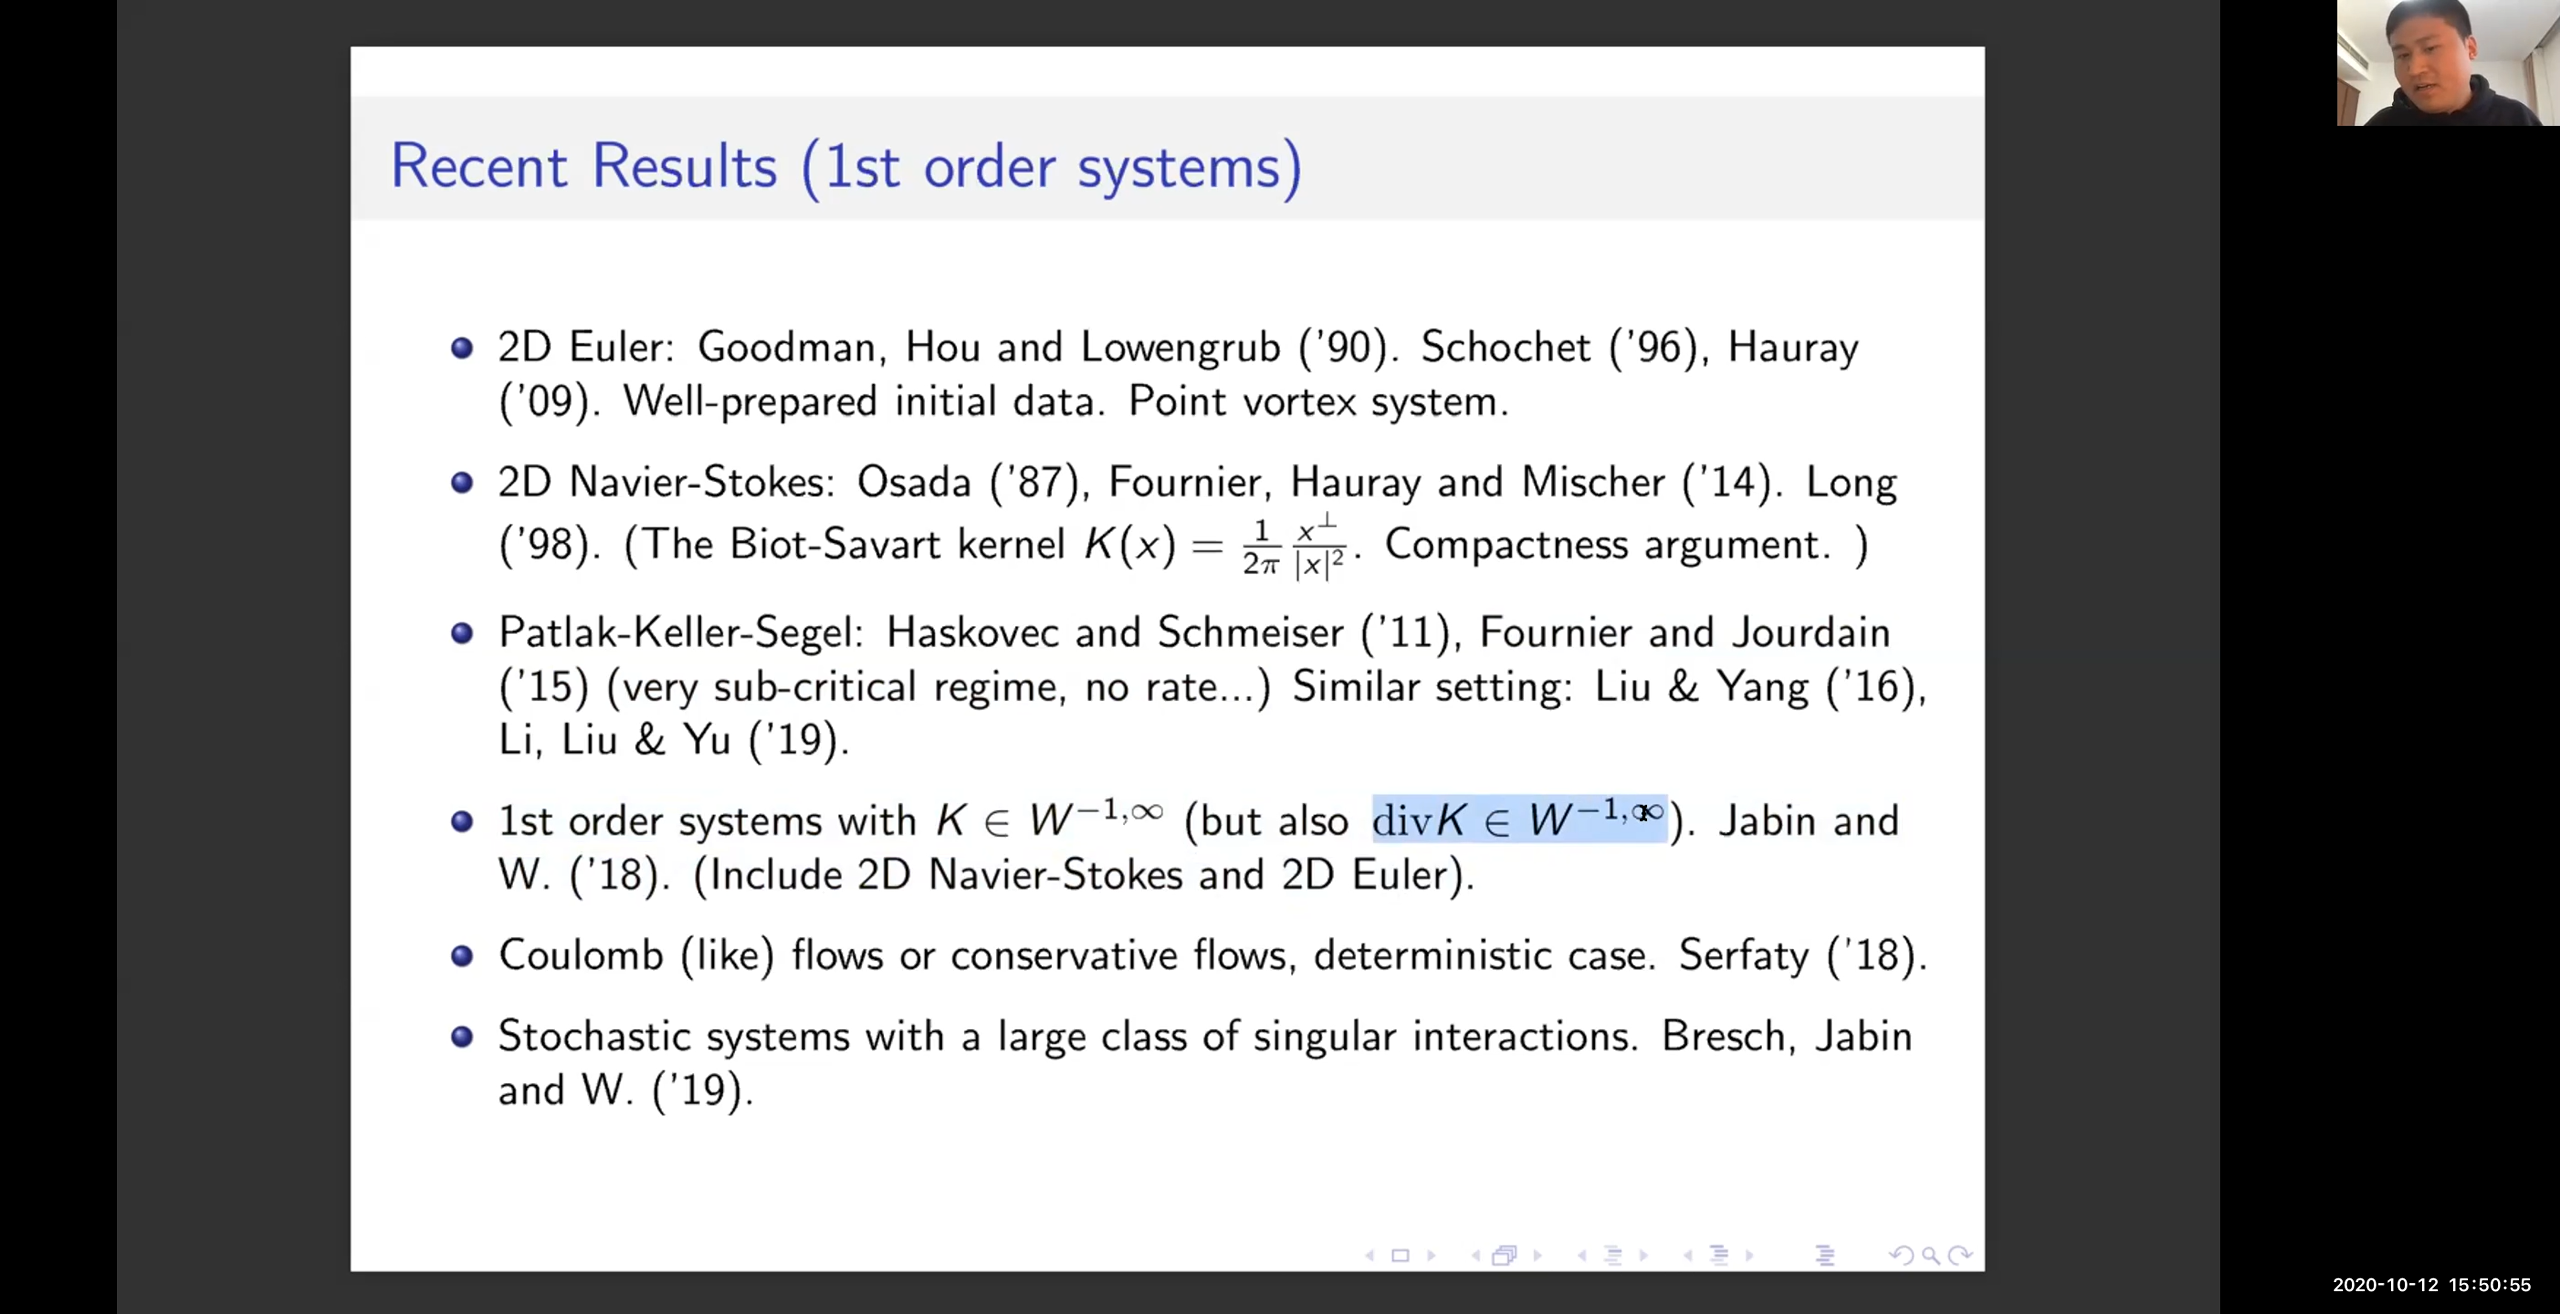 Recent Results (1st order systems)
2D Euler: Goodman, Hou and Lowengrub ('90). Schochet ('96), Hauray
('09). Well-prepared initial data. Point vortex system.
2D Navier-Stokes: Osada ('87), Fournier, Hauray and Mischer ('14). Long
('98). (The Biot-Savart kernel K(x) = \frac{1}{2π} \frac{x^⊥}{|x|^2}. Compactness argument. )
Patlak-Keller-Segel: Haskovec and Schmeiser ('11), Fournier and Jourdain
('15) (very sub-critical regime, no rate...) Similar setting: Liu & Yang ('16),
Li, Liu & Yu ('19).
1st order systems with K ∈ W^{−1,∞} (but also divK ∈ W^{−1,∞}). Jabin and
W. ('18). (Include 2D Navier-Stokes and 2D Euler).
Coulomb (like) flows or conservative flows, deterministic case. Serfaty ('18).
Stochastic systems with a large class of singular interactions. Bresch, Jabin
and W. ('19).
2020-10-12 15:50:55